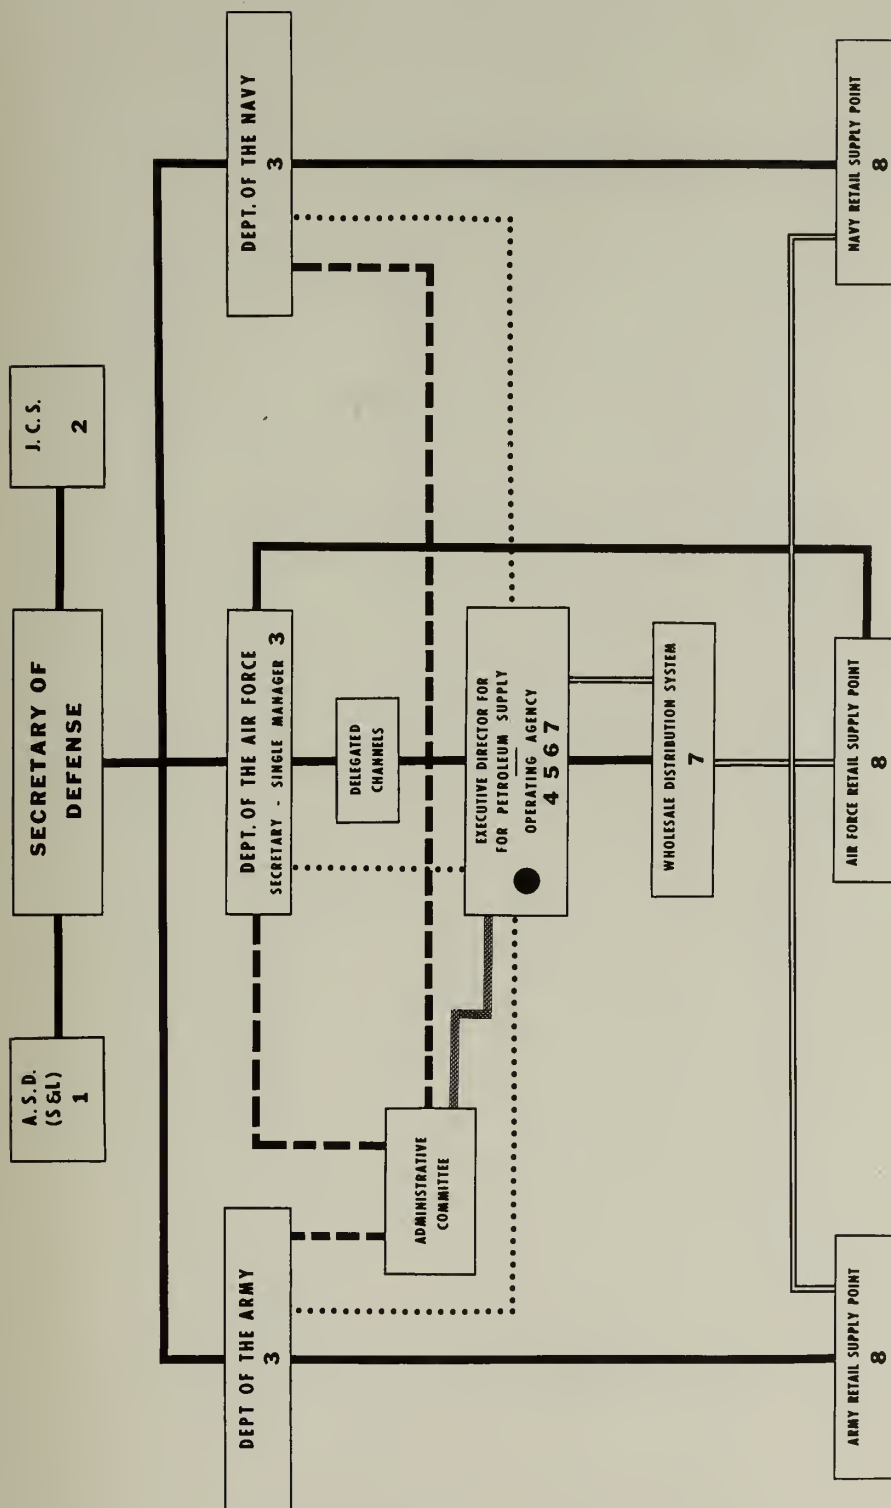 SECRETARY OF
DEFENSE
A.S.D.
(S&L)
1
J.C.S.
2
DEPT OF THE ARMY
3
DEPT. OF THE AIR FORCE
SECRETARY - SINGLE MANAGER 3
DEPT. OF THE NAVY
3
DELEGATED
CHANNELS
ADMINISTRATIVE
COMMITTEE
EXECUTIVE DIRECTOR FOR
FOR PETROLEUM SUPPLY
OPERATING AGENCY
4 5 6 7
WHOLESALE DISTRIBUTION SYSTEM
7
ARMY RETAIL SUPPLY POINT
8
AIR FORCE RETAIL SUPPLY POINT
8
NAVY RETAIL SUPPLY POINT
8